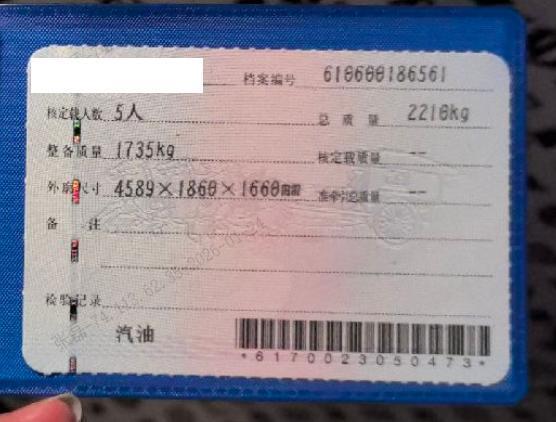 档案编号 610600186561
核定载人数 5人 总质量 2210kg
整备质量 1735kg 核定载质量 --
外廓尺寸 4589×1860×1660mm 准牵引总质量 --
备注
检验记录
汽油
*6170023050473*